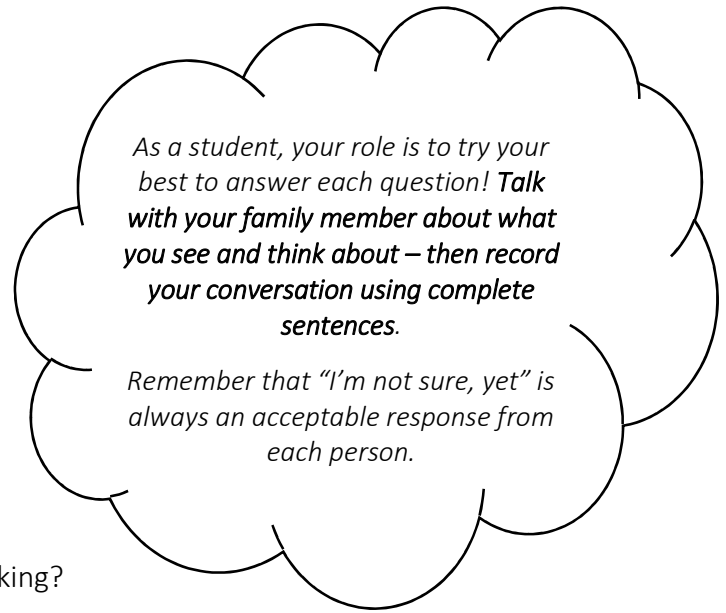 As a student, your role is to try your
best to answer each question! Talk
with your family member about what
you see and think about – then record
your conversation using complete
sentences.
Remember that “I’m not sure, yet” is
always an acceptable response from
each person.
king?